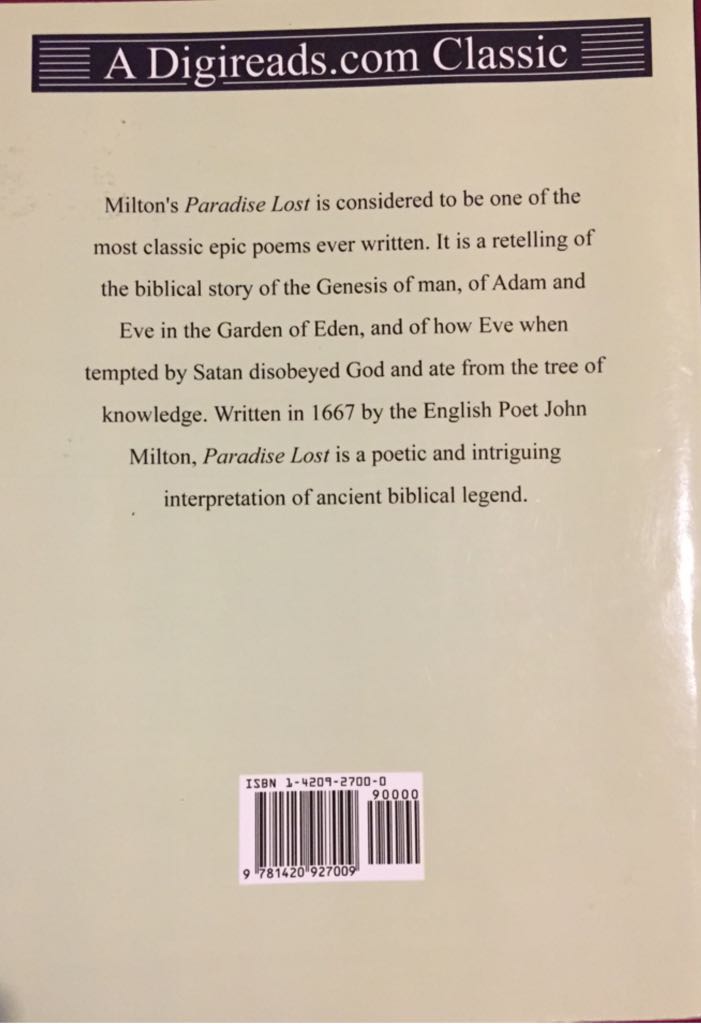 A Digireads.com Classic
Milton's Paradise Lost is considered to be one of the
most classic epic poems ever written. It is a retelling of
the biblical story of the Genesis of man, of Adam and
Eve in the Garden of Eden, and of how Eve when
tempted by Satan disobeyed God and ate from the tree of
knowledge. Written in 1667 by the English Poet John
Milton, Paradise Lost is a poetic and intriguing
interpretation of ancient biblical legend.
ISBN 1-4209-2700-0
90000
9 781420 927009